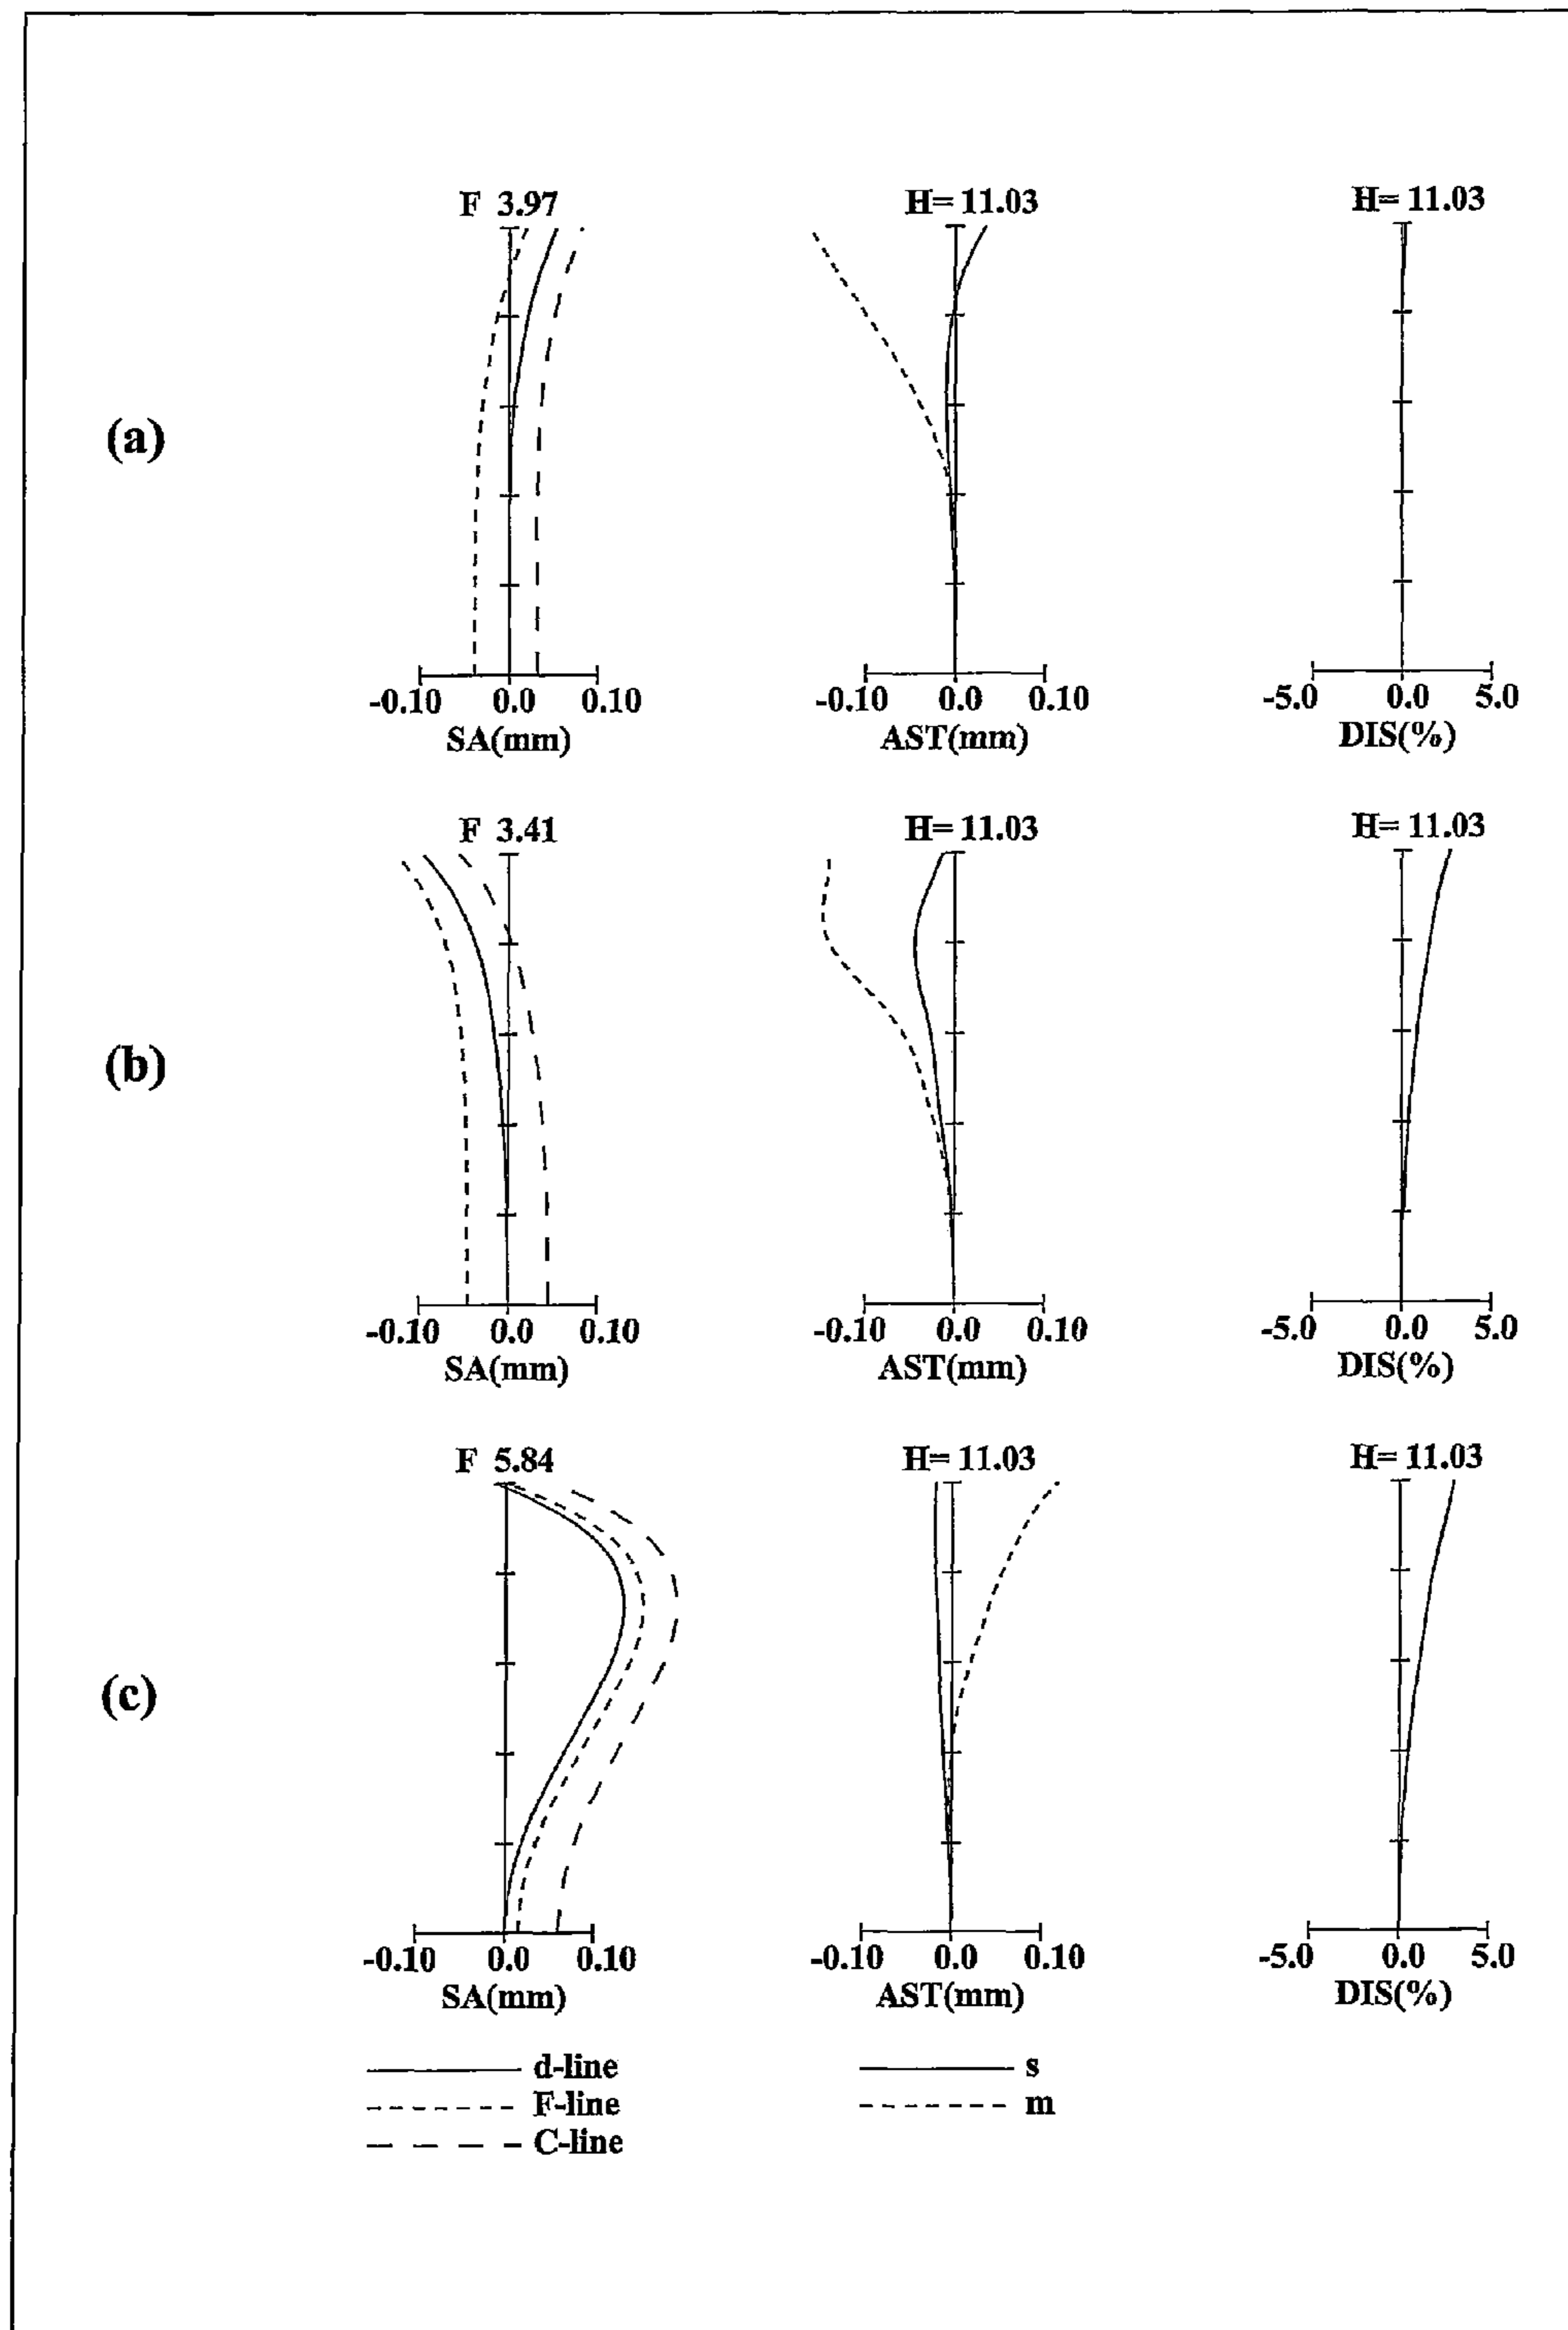 (a)
F 3.97
-0.10 0.0 0.10
SA(mm)
H= 11.03
-0.10 0.0 0.10
AST(mm)
H= 11.03
-5.0 0.0 5.0
DIS(%)
(b)
F 3.41
-0.10 0.0 0.10
SA(mm)
H= 11.03
-0.10 0.0 0.10
AST(mm)
H= 11.03
-5.0 0.0 5.0
DIS(%)
(c)
F 5.84
-0.10 0.0 0.10
SA(mm)
H= 11.03
-0.10 0.0 0.10
AST(mm)
H= 11.03
-5.0 0.0 5.0
DIS(%)
d-line
F-line
C-line
s
m